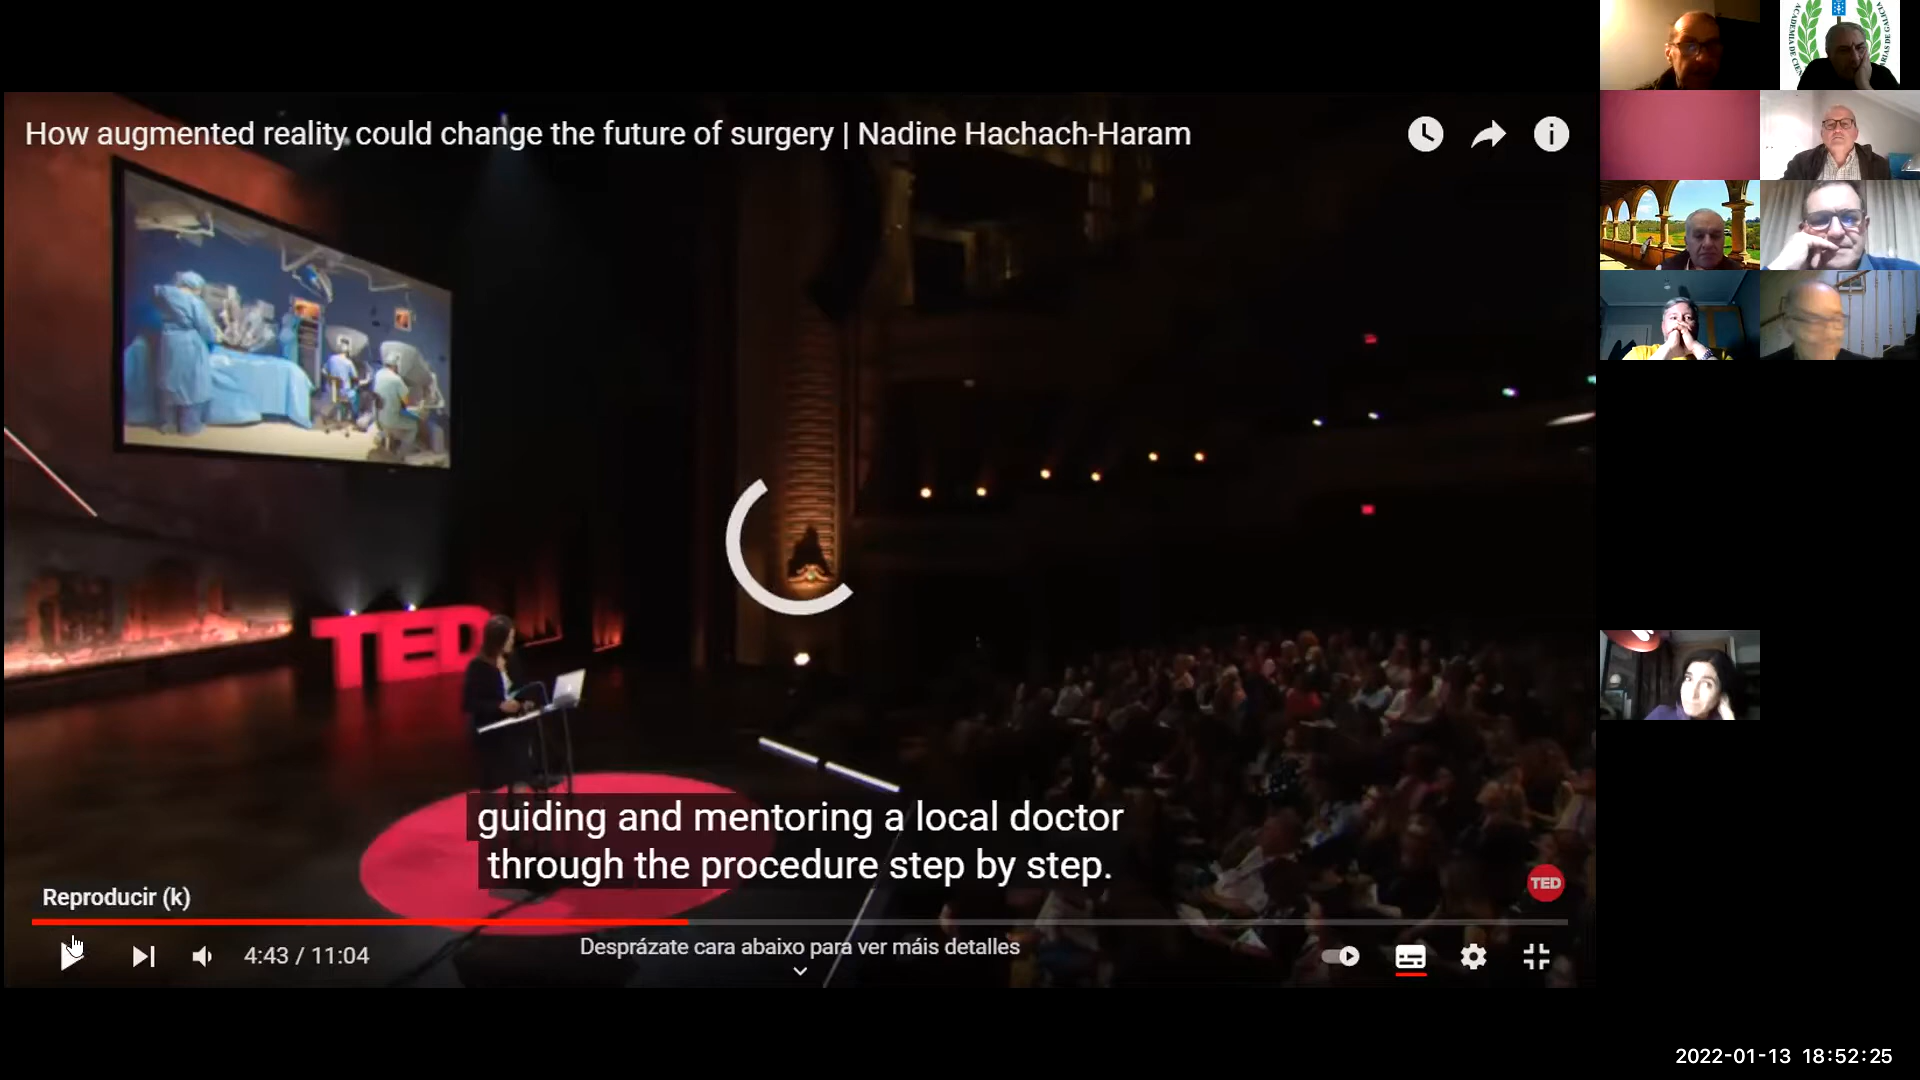 How augmented reality could change the future of surgery | Nadine Hachach-Haram
TED
guiding and mentoring a local doctor
through the procedure step by step.
TED
Reproducir (k)
4:43 / 11:04
Desprázate cara abaixo para ver máis detalles
2022-01-13 18:52:25